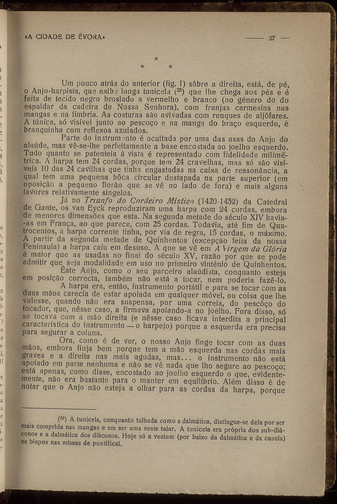 «A CIDADE DE ÉVORA»
27
* * *
Um pouco atrás do anterior (fig. 1) sôbre a direita, está, de pé,
o Anjo-harpista, que exibe longa tunicela (²²) que lhe chega aos pés e é
feita de tecido negro broslado a vermelho e branco (no género do do
espaldar da cadeira de Nossa Senhora), com franjas carmesins nas
mangas e na fímbria. As costuras são avivadas com renques de aljôfares.
A túnica, só visível junto ao pescoço e na manga do braço esquerdo, é
branquinha com reflexos azulados.
Parte do instrumento é ocultada por uma das asas do Anjo do
alaúde, mas vê-se-lhe perfeitamente a base encostada ao joelho esquerdo.
Tudo quanto se patenteia à vista é representado com fidelidade milimé-
trica. A harpa tem 24 cordas, porque tem 24 cravelhas, mas só são visí-
veis 10 das 24 cavilhas que tinha engastadas na caixa de ressonância, a
qual tem uma pequena bôca circular destapada na parte superior (em
oposição a pequeno florão que se vê no lado de fora) e mais alguns
lavores relativamente singelos.
Já no Triunfo do Cordeiro Místico (1420-1452) da Catedral
de Gante, os van Eyck reproduziram uma harpa com 24 cordas, embora
de menores dimensões que esta. Na segunda metade do século XIV havia-
-as em França, ao que parece, com 25 cordas. Todavia, até fim de Qua-
trocentos, a harpa corrente tinha, por via de regra, 15 cordas, o máximo.
A partir da segunda metade de Quinhentos (excepção feita da nossa
Península) a harpa caiu em desuso. A que se vê em A Virgem da Glória
é maior que as usadas no final do século XV, razão por que se pode
admitir que seja modalidade em uso no primeiro vinténio de Quinhentos.
Este Anjo, como o seu parceiro alaudista, conquanto esteja
em posição correcta, também não está a tocar, nem poderia fazê-lo.
A harpa era, então, instrumento portátil e para se tocar com as
duas mãos carecia de estar apoiada em qualquer móvel, ou coisa que lhe
valesse, quando não era suspensa, por uma correia, do pescôço do
tocador, que, nêsse caso, a firmava apoiando-a no joelho. Fora disso, só
se tocava com a mão direita (e nêsse caso ficava interdita a principal
característica do instrumento — o harpejo) porque a esquerda era precisa
para segurar a coluna.
Ora, como é de ver, o nosso Anjo finge tocar com as duas
mãos, embora finja bem porque tem a mão esquerda nas cordas mais
graves e a direita nas mais agudas, mas... o instrumento não está
apoiado em parte nenhuma e não se vê nada que lho segure ao pescoço;
está apenas, como disse, encostado ao joelho esquerdo o que, evidente-
mente, não era bastante para o manter em equilíbrio. Além disso é de
notar que o Anjo não esteja a olhar para as cordas da harpa, porque
(²²) A tunicela, conquanto talhada como a dalmática, distingue-se dela por ser
mais comprida nas mangas e em ser uma veste talar. A tunicela era própria dos sub-diá-
conos e a dalmática dos diáconos. Hoje só a vestem (por baixo da dalmática e da casula)
os bispos nas missas de pontifical.